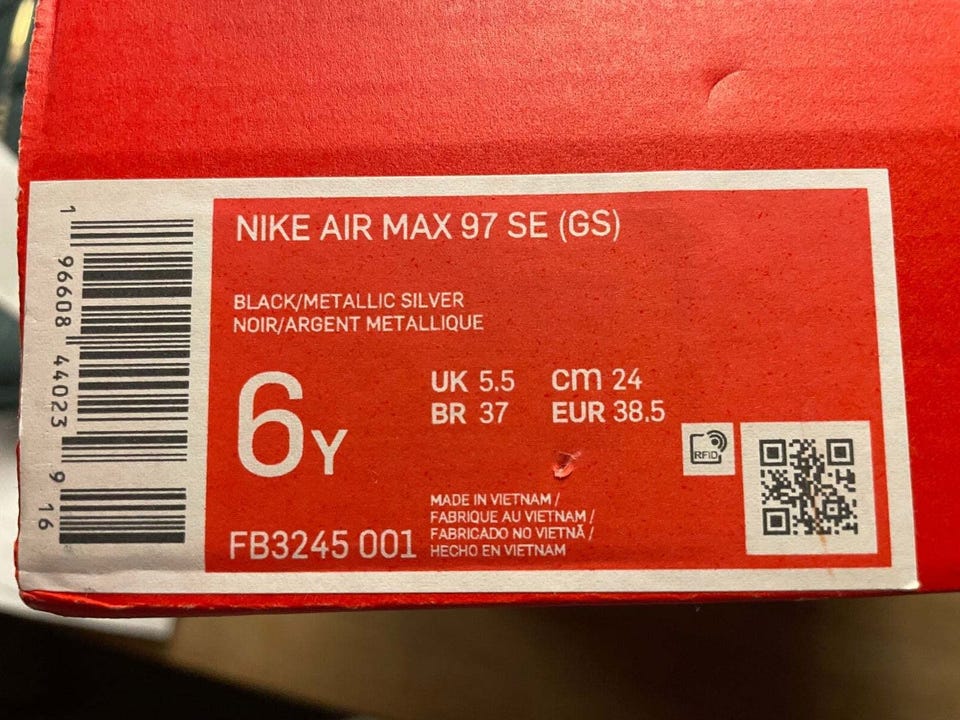 NIKE AIR MAX 97 SE (GS)
BLACK/METALLIC SILVER
NOIR/ARGENT METALLIQUE
6Y
UK 5.5 cm 24
BR 37 EUR 38.5
RFID
MADE IN VIETNAM /
FABRIQUE AU VIETNAM /
FABRICADO NO VIETNÃ /
HECHO EN VIETNAM
FB3245 001
1 96608 44023 9 16